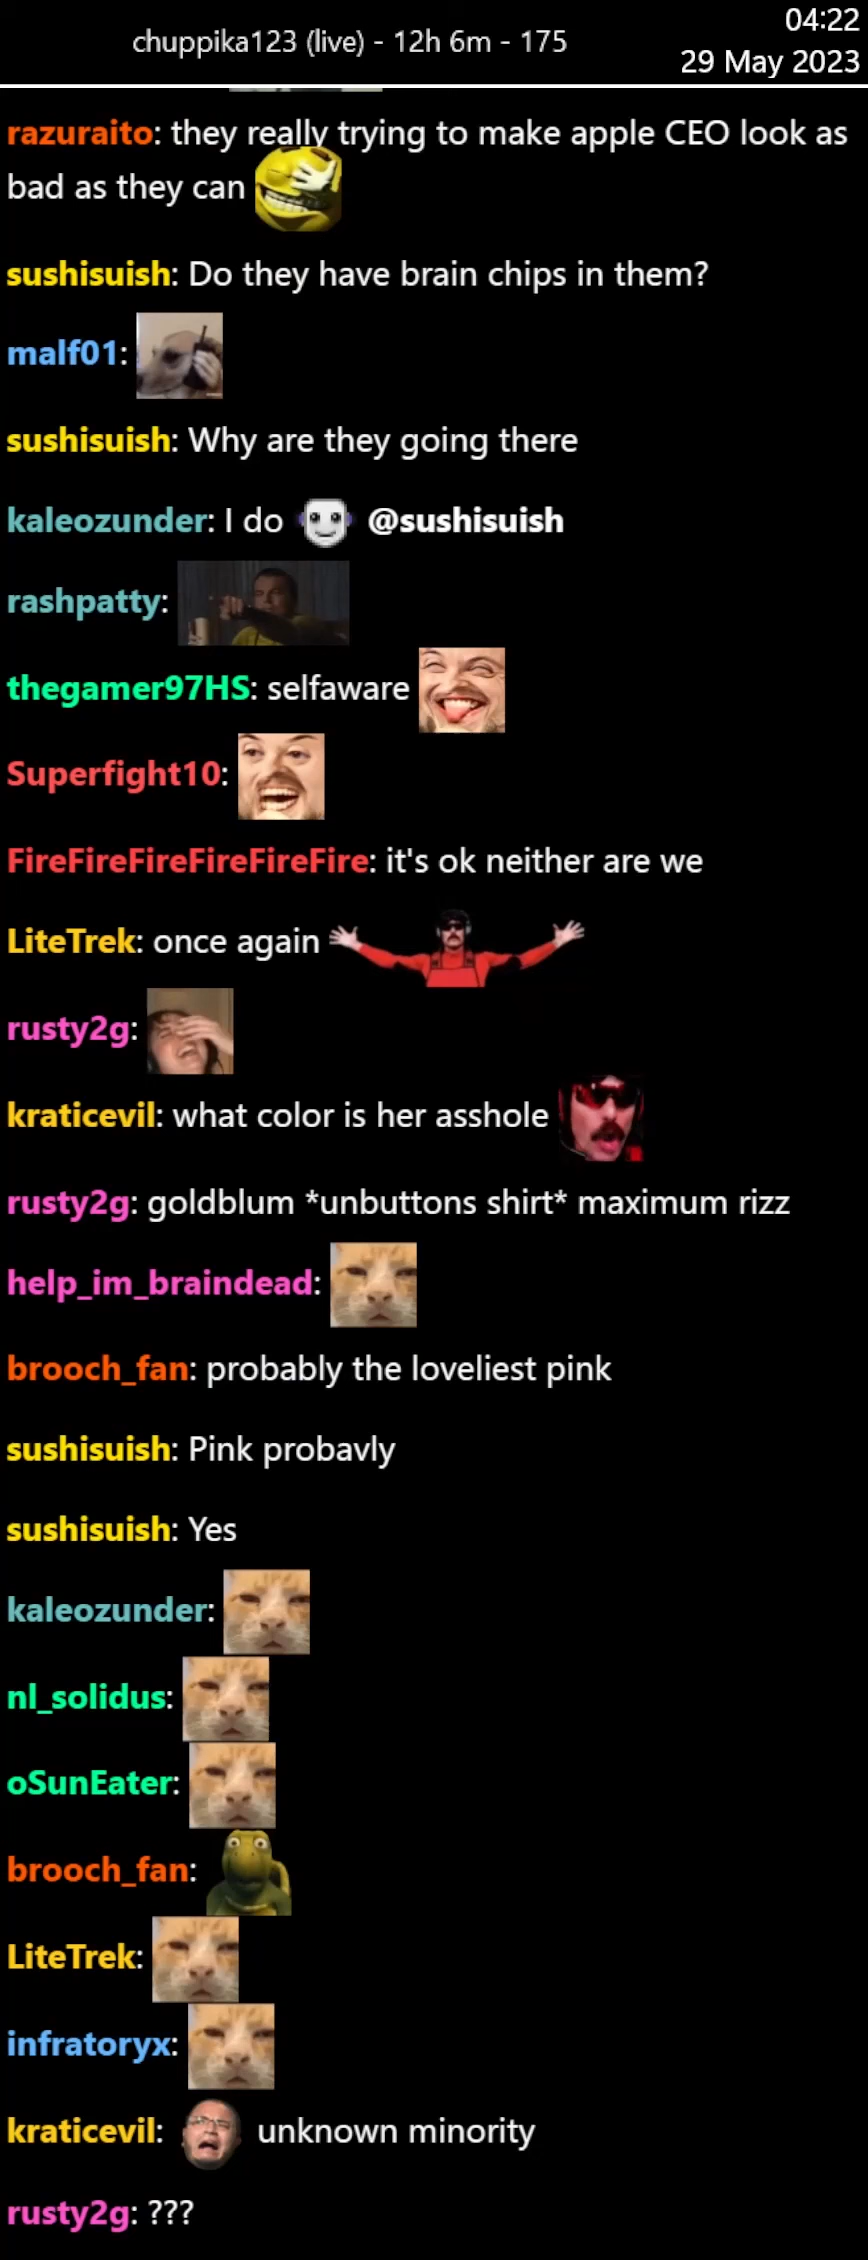 chuppika123 (live) - 12h 6m - 175
04:22
29 May 2023
razuraito: they really trying to make apple CEO look as
bad as they can
sushisuish: Do they have brain chips in them?
malf01:
sushisuish: Why are they going there
kaleozunder: I do @sushisuish
rashpatty:
thegamer97HS: selfaware
Superfight10:
FireFireFireFireFireFire: it's ok neither are we
LiteTrek: once again
rusty2g:
kraticevil: what color is her asshole
rusty2g: goldblum *unbuttons shirt* maximum rizz
help_im_braindead:
brooch_fan: probably the loveliest pink
sushisuish: Pink probavly
sushisuish: Yes
kaleozunder:
nl_solidus:
oSunEater:
brooch_fan:
LiteTrek:
infratoryx:
kraticevil: unknown minority
rusty2g: ???